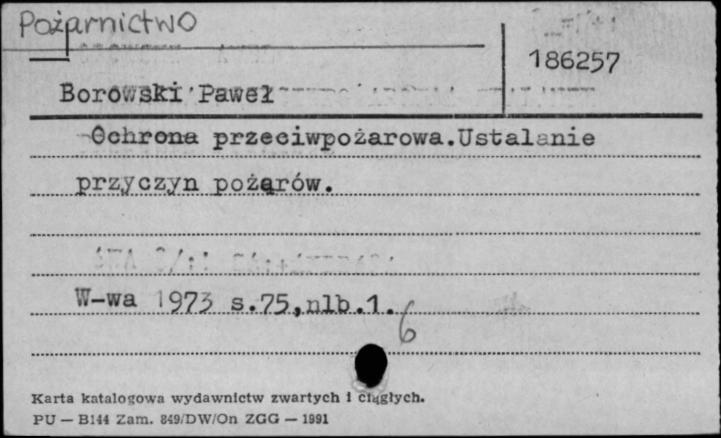 Pożarnictwo
186257
Borowski Paweł
Ochrona przeciwpożarowa.Ustalanie
przyczyn pożarów.
W-wa 1973 s.75,nlb.1.
6
Karta katalogowa wydawnictw zwartych i ciągłych.
PU — B144 Zam. 849/DW/On ZGG — 1991